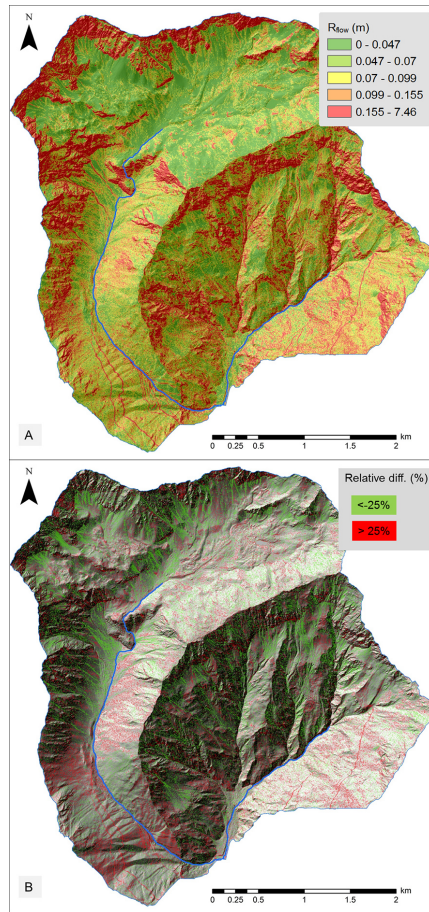 N
R_flow (m)
0 - 0.047
0.047 - 0.07
0.07 - 0.099
0.099 - 0.155
0.155 - 7.46
A
km
0 0.25 0.5 1 1.5 2
N
Relative diff. (%)
<-25%
> 25%
B
km
0 0.25 0.5 1 1.5 2